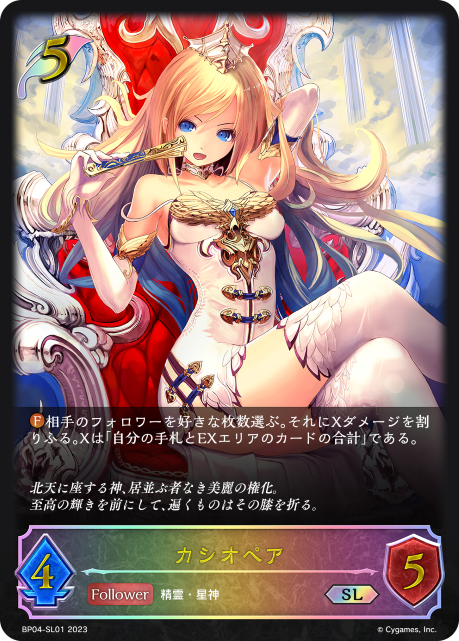 5
F相手のフォロワーを好きな枚数選ぶ。それにXダメージを割
りふる。Xは「自分の手札とEXエリアのカードの合計」である。
北天に座する神、居並ぶ者なき美麗の権化。
至高の輝きを前にして、遍くものはその膝を折る。
カシオペア
4
Follower 精霊・星神
SL
5
BP04-SL01 2023
© Cygames, Inc.